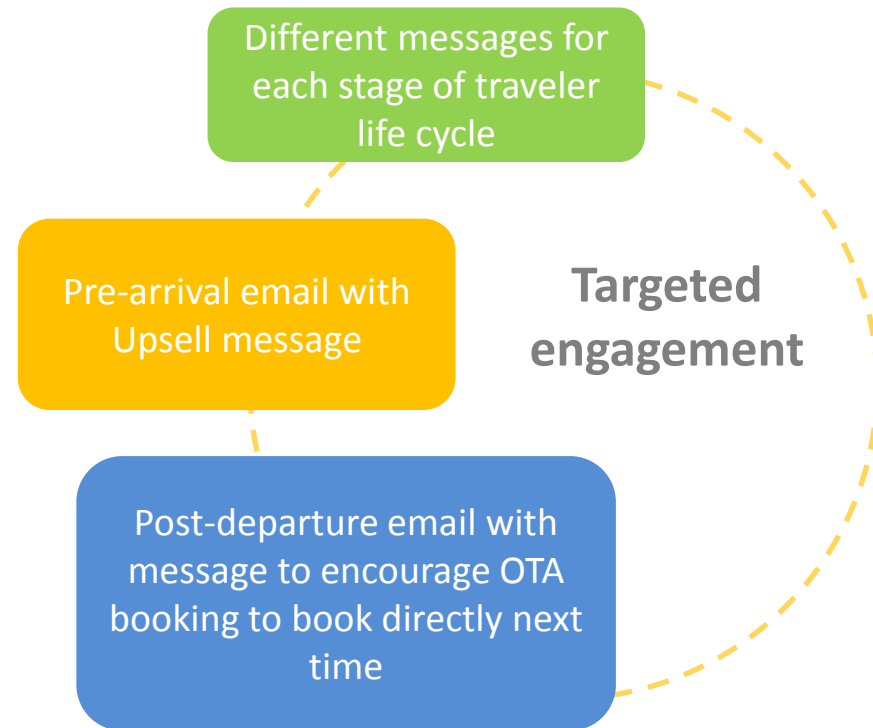 Different messages for
each stage of traveler
life cycle
Pre-arrival email with
Upsell message
Targeted
engagement
Post-departure email with
message to encourage OTA
booking to book directly next
time